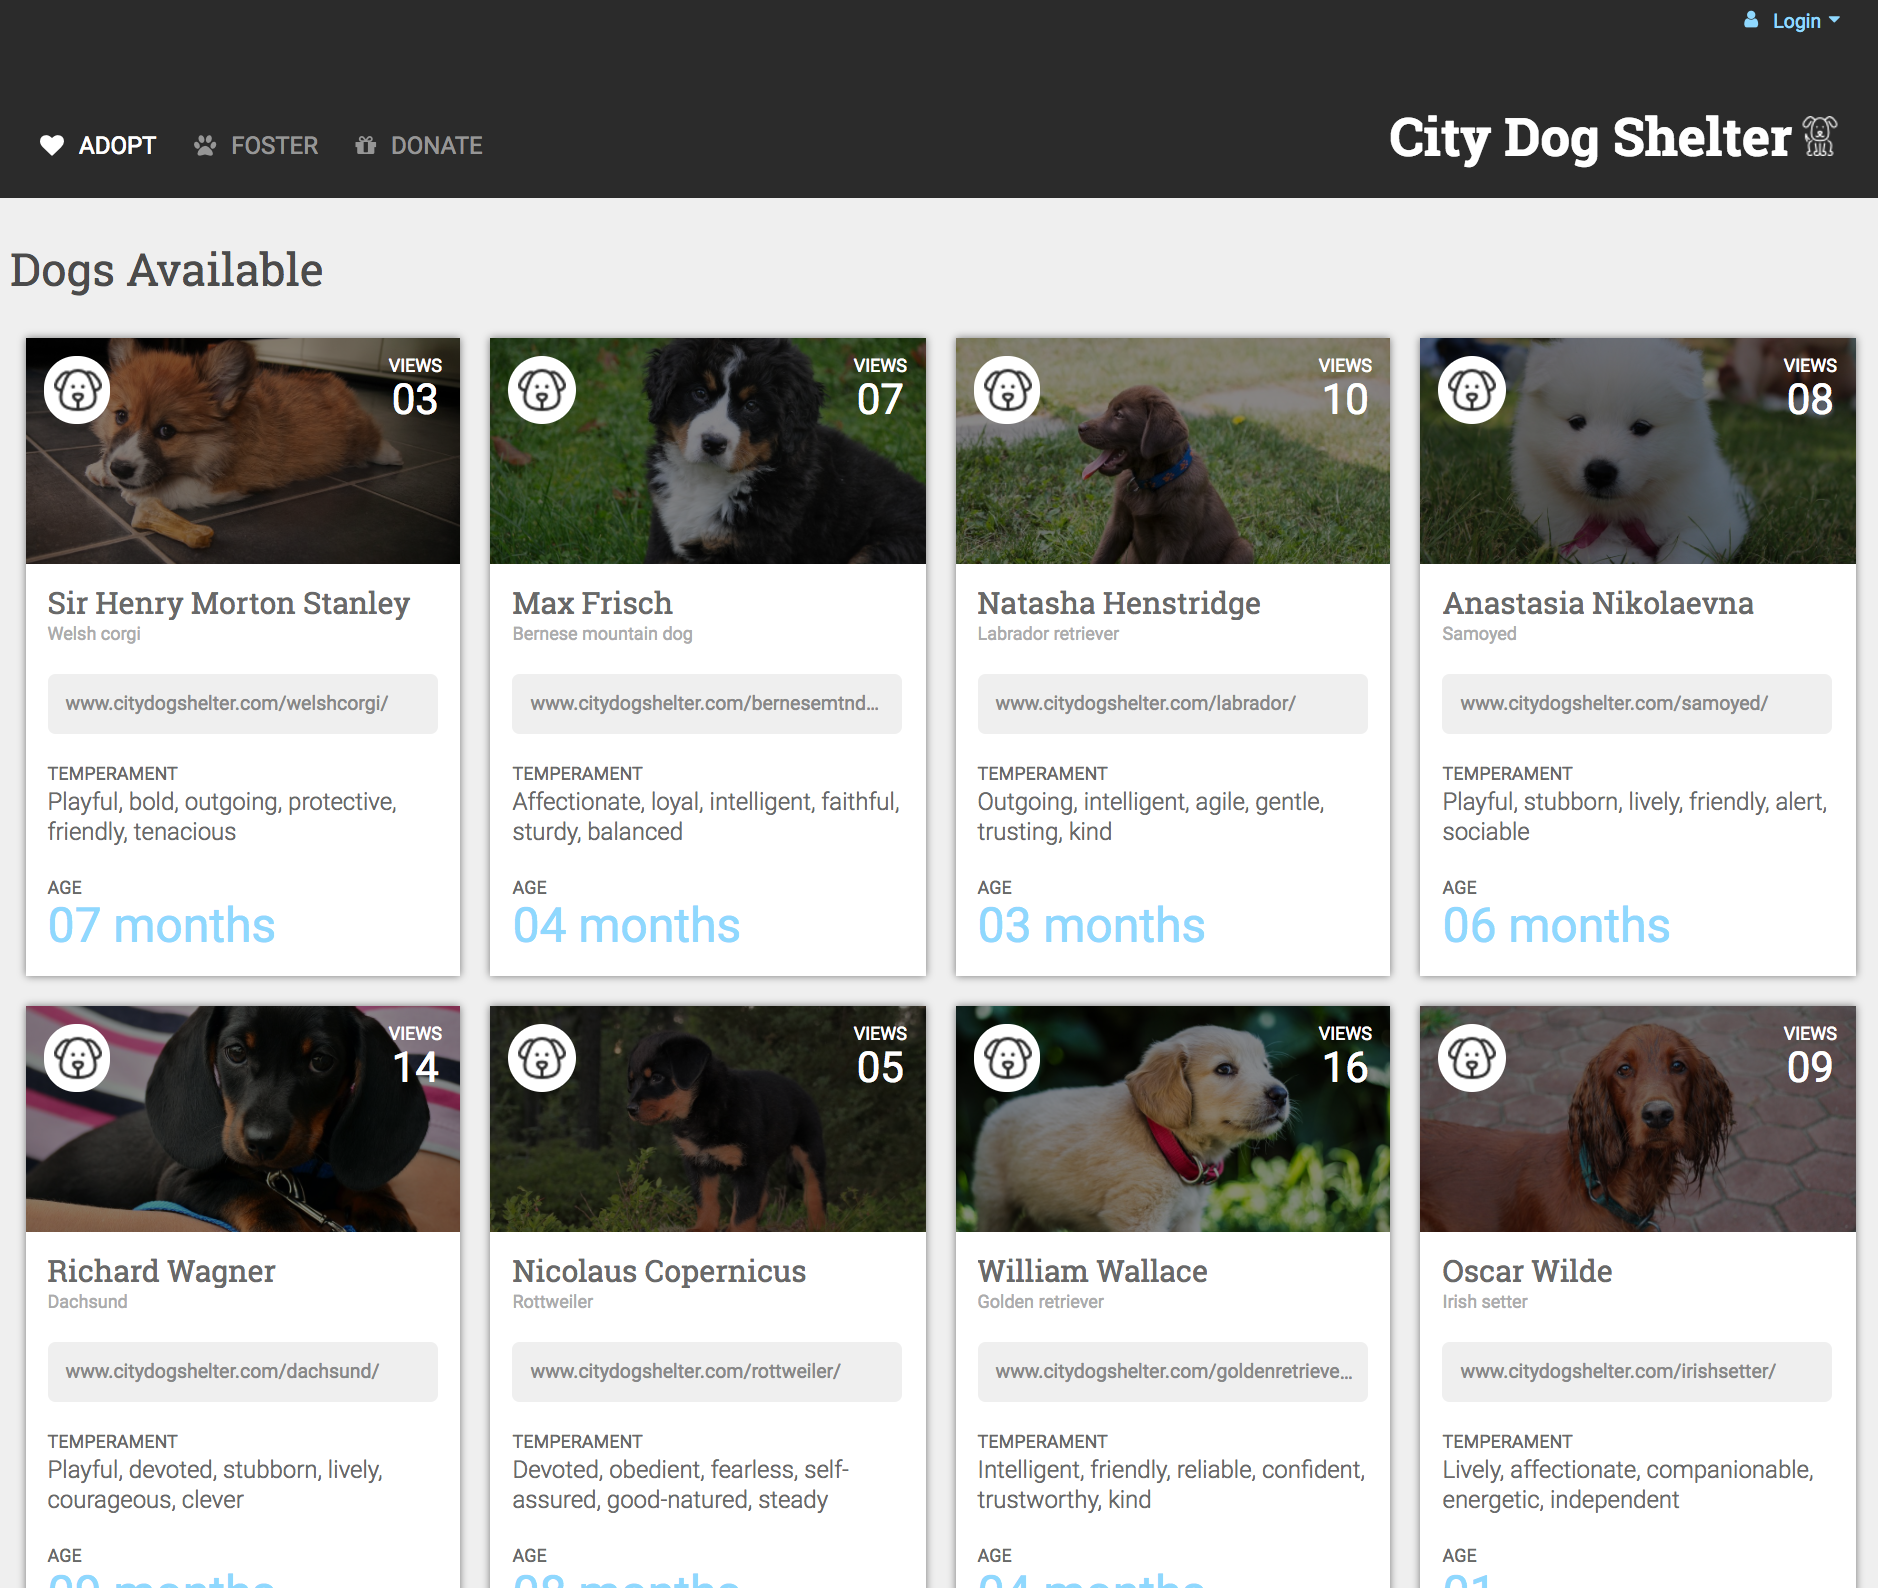 Login
ADOPT FOSTER DONATE
City Dog Shelter
Dogs Available
VIEWS
03
Sir Henry Morton Stanley
Welsh corgi
www.citydogshelter.com/welshcorgi/
TEMPERAMENT
Playful, bold, outgoing, protective,
friendly, tenacious
AGE
07 months
VIEWS
07
Max Frisch
Bernese mountain dog
www.citydogshelter.com/bernesemtnd...
TEMPERAMENT
Affectionate, loyal, intelligent, faithful,
sturdy, balanced
AGE
04 months
VIEWS
10
Natasha Henstridge
Labrador retriever
www.citydogshelter.com/labrador/
TEMPERAMENT
Outgoing, intelligent, agile, gentle,
trusting, kind
AGE
03 months
VIEWS
08
Anastasia Nikolaevna
Samoyed
www.citydogshelter.com/samoyed/
TEMPERAMENT
Playful, stubborn, lively, friendly, alert,
sociable
AGE
06 months
VIEWS
14
Richard Wagner
Dachsund
www.citydogshelter.com/dachsund/
TEMPERAMENT
Playful, devoted, stubborn, lively,
courageous, clever
AGE
months
VIEWS
05
Nicolaus Copernicus
Rottweiler
www.citydogshelter.com/rottweiler/
TEMPERAMENT
Devoted, obedient, fearless, self-
assured, good-natured, steady
AGE
months
VIEWS
16
William Wallace
Golden retriever
www.citydogshelter.com/goldenretrieve...
TEMPERAMENT
Intelligent, friendly, reliable, confident,
trustworthy, kind
AGE
04 months
VIEWS
09
Oscar Wilde
Irish setter
www.citydogshelter.com/irishsetter/
TEMPERAMENT
Lively, affectionate, companionable,
energetic, independent
AGE
01